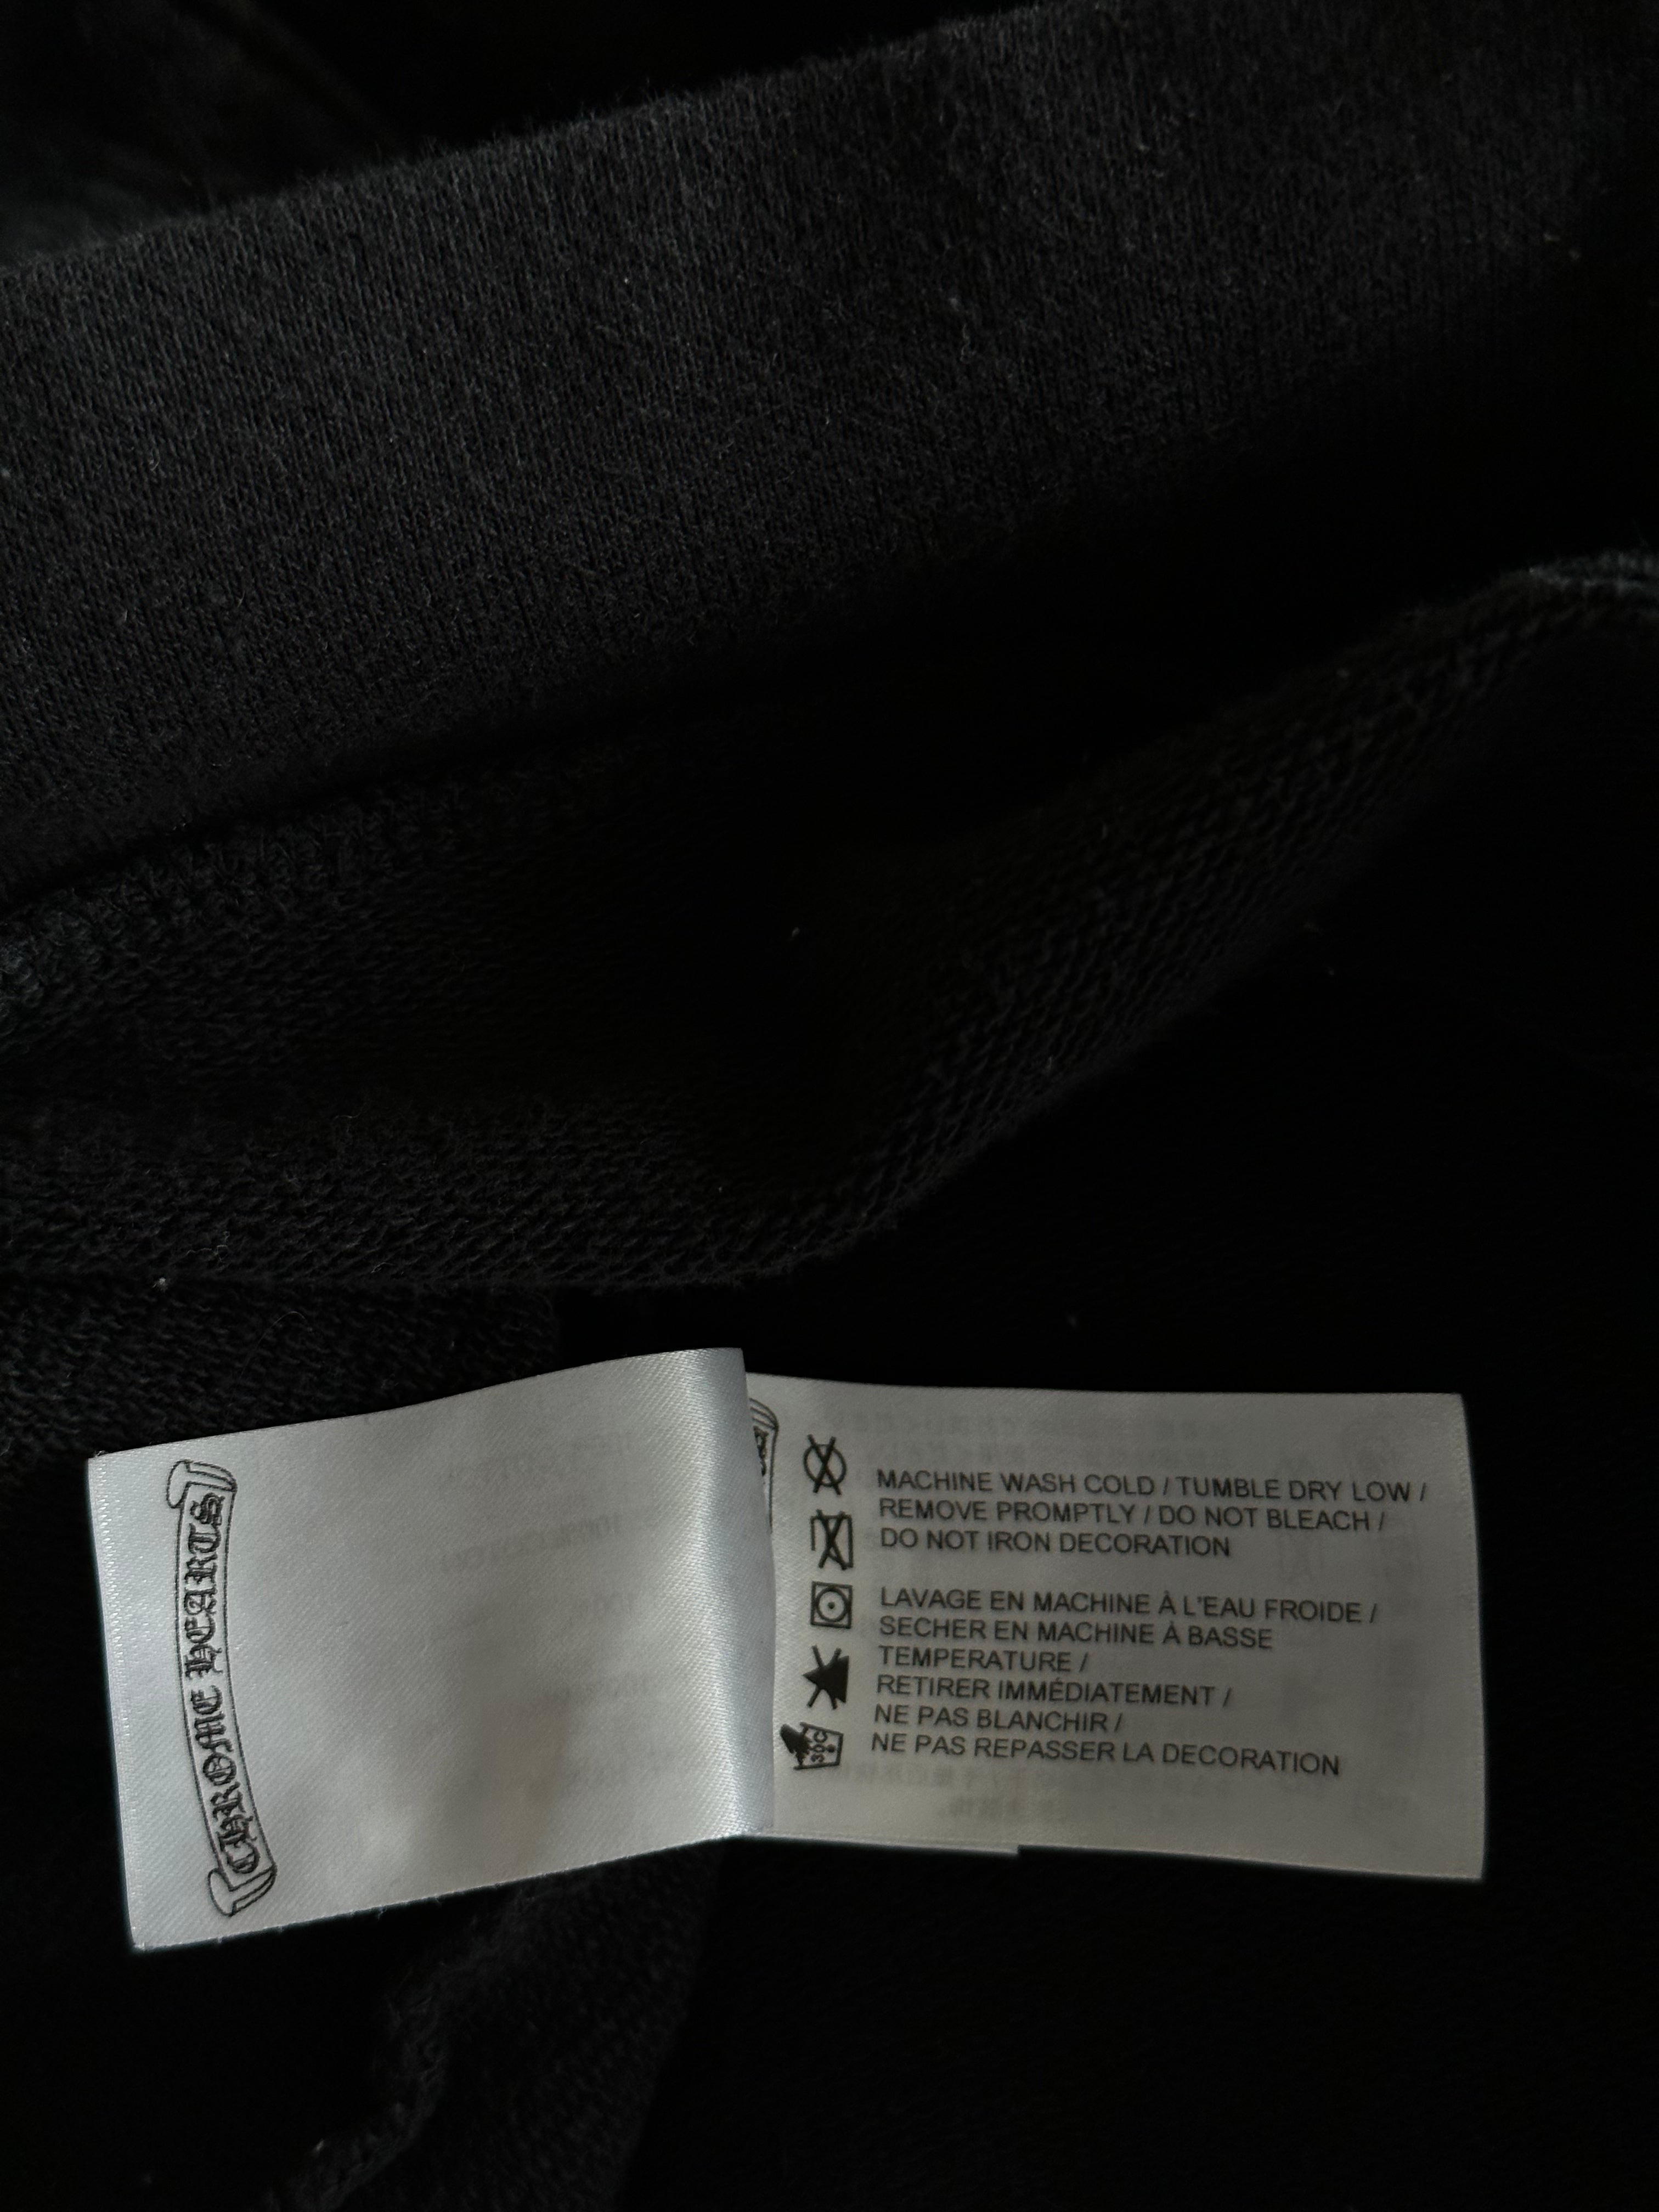 CHROME HEARTS
MACHINE WASH COLD / TUMBLE DRY LOW /
REMOVE PROMPTLY / DO NOT BLEACH /
DO NOT IRON DECORATION
LAVAGE EN MACHINE À L'EAU FROIDE /
SECHER EN MACHINE À BASSE
TEMPERATURE /
RETIRER IMMÉDIATEMENT /
NE PAS BLANCHIR /
NE PAS REPASSER LA DECORATION
30C